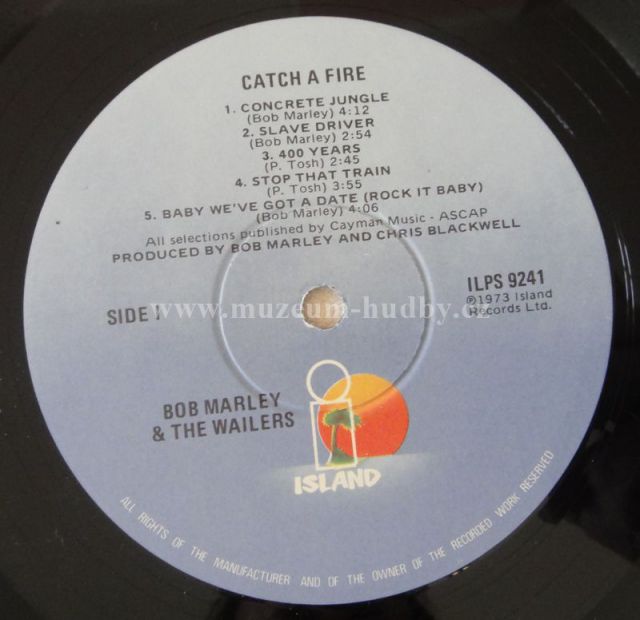 CATCH A FIRE
1. CONCRETE JUNGLE
(Bob Marley) 4:12
2. SLAVE DRIVER
(Bob Marley) 2:54
3. 400 YEARS
(P. Tosh) 2:45
4. STOP THAT TRAIN
(P. Tosh) 3:55
5. BABY WE'VE GOT A DATE (ROCK IT BABY)
(Bob Marley) 4:06
All selections published by Cayman Music - ASCAP
PRODUCED BY BOB MARLEY AND CHRIS BLACKWELL
ILPS 9241
℗1973 Island
Records Ltd.
SIDE 1
www.muzeum-hudby.cz
BOB MARLEY
& THE WAILERS
ISLAND
ALL RIGHTS OF THE MANUFACTURER AND OF THE OWNER OF THE RECORDED WORK RESERVED